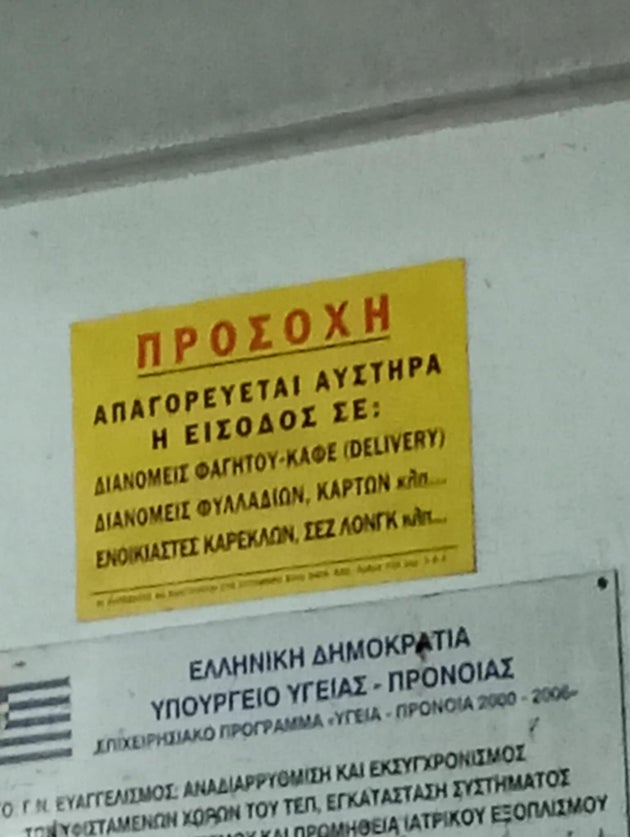 ΠΡΟΣΟΧΗ
ΑΠΑΓΟΡΕΥΕΤΑΙ ΑΥΣΤΗΡΑ
Η ΕΙΣΟΔΟΣ ΣΕ:
ΔΙΑΝΟΜΕΙΣ ΦΑΓΗΤΟΥ-ΚΑΦΕ (DELIVERY)
ΔΙΑΝΟΜΕΙΣ ΦΥΛΛΑΔΙΩΝ, ΚΑΡΤΩΝ κλπ....
ΕΝΟΙΚΙΑΣΤΕΣ ΚΑΡΕΚΛΩΝ, ΣΕΖ ΛΟΝΓΚ κλπ...
ΕΛΛΗΝΙΚΗ ΔΗΜΟΚΡΑΤΙΑ
ΥΠΟΥΡΓΕΙΟ ΥΓΕΙΑΣ - ΠΡΟΝΟΙΑΣ
ΕΠΙΧΕΙΡΗΣΙΑΚΟ ΠΡΟΓΡΑΜΜΑ «ΥΓΕΙΑ - ΠΡΟΝΟΙΑ 2000 - 2006»
Γ.Ν. ΕΥΑΓΓΕΛΙΣΜΟΣ: ΑΝΑΔΙΑΡΡΥΘΜΙΣΗ ΚΑΙ ΕΚΣΥΓΧΡΟΝΙΣΜΟΣ
ΤΩΝ ΥΦΙΣΤΑΜΕΝΩΝ ΧΩΡΩΝ ΤΟΥ ΤΕΠ, ΕΓΚΑΤΑΣΤΑΣΗ ΣΥΣΤΗΜΑΤΟΣ
ΚΑΙ ΠΡΟΜΗΘΕΙΑ ΙΑΤΡΙΚΟΥ ΕΞΟΠΛΙΣΜΟΥ